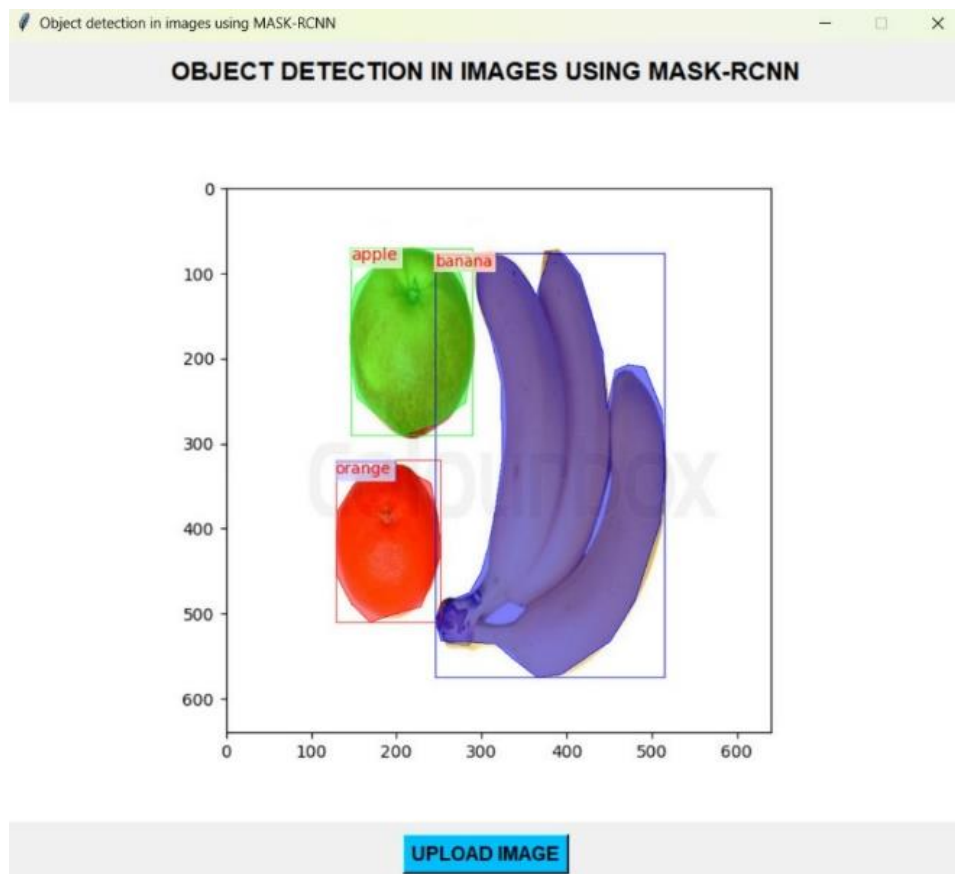 Object detection in images using MASK-RCNN
OBJECT DETECTION IN IMAGES USING MASK-RCNN
0
apple
banana
100
200
300
orange
400
500
600
0 100 200 300 400 500 600
UPLOAD IMAGE